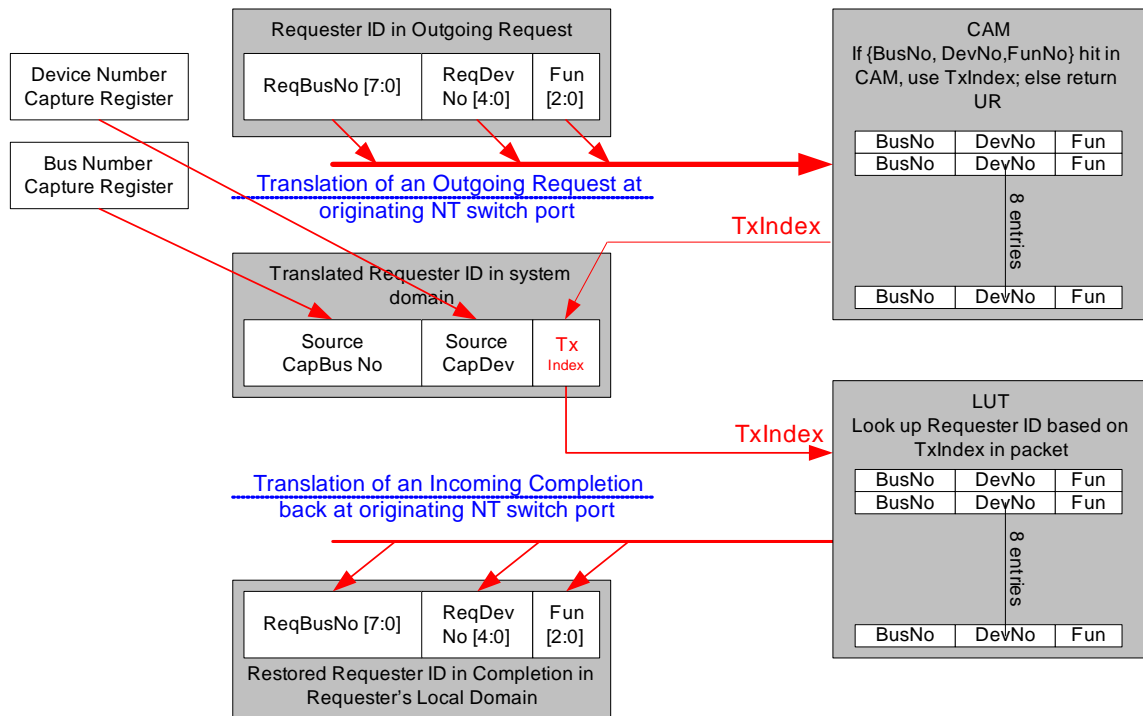 Requester ID in Outgoing Request
ReqBusNo [7:0]
ReqDev
No [4:0]
Fun
[2:0]
Device Number
Capture Register
Bus Number
Capture Register
CAM
If {BusNo, DevNo,FunNo} hit in
CAM, use TxIndex; else return
UR
BusNo DevNo Fun
BusNo DevNo Fun
8 entries
BusNo DevNo Fun
Translation of an Outgoing Request at
originating NT switch port
TxIndex
Translated Requester ID in system
domain
Source
CapBus No
Source
CapDev
Tx
Index
TxIndex
LUT
Look up Requester ID based on
TxIndex in packet
BusNo DevNo Fun
BusNo DevNo Fun
8 entries
BusNo DevNo Fun
Translation of an Incoming Completion
back at originating NT switch port
ReqBusNo [7:0]
ReqDev
No [4:0]
Fun
[2:0]
Restored Requester ID in Completion in
Requester's Local Domain